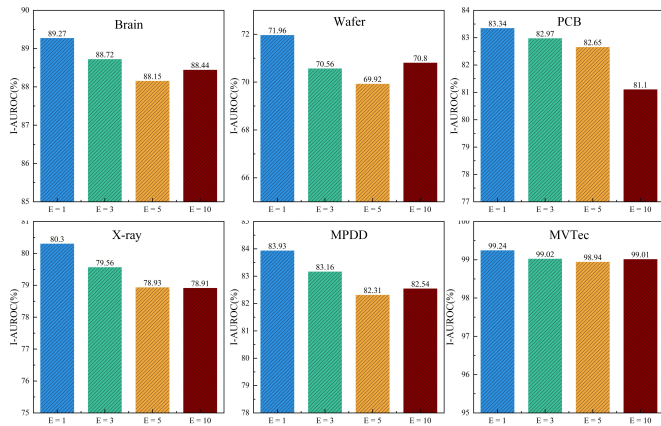 Brain
I-AUROC(%)
90
89
88
87
86
85
89.27
88.72
88.15
88.44
E = 1
E = 3
E = 5
E = 10
Wafer
I-AUROC(%)
72
70
68
66
71.96
70.56
69.92
70.8
E = 1
E = 3
E = 5
E = 10
PCB
I-AUROC(%)
84
83
82
81
80
79
78
77
83.34
82.97
82.65
81.1
E = 1
E = 3
E = 5
E = 10
X-ray
I-AUROC(%)
81
80
79
78
77
76
75
80.3
79.56
78.93
78.91
E = 1
E = 3
E = 5
E = 10
MPDD
I-AUROC(%)
85
84
83
82
81
80
79
78
83.93
83.16
82.31
82.54
E = 1
E = 3
E = 5
E = 10
MVTec
I-AUROC(%)
100
99
98
97
96
95
99.24
99.02
98.94
99.01
E = 1
E = 3
E = 5
E = 10